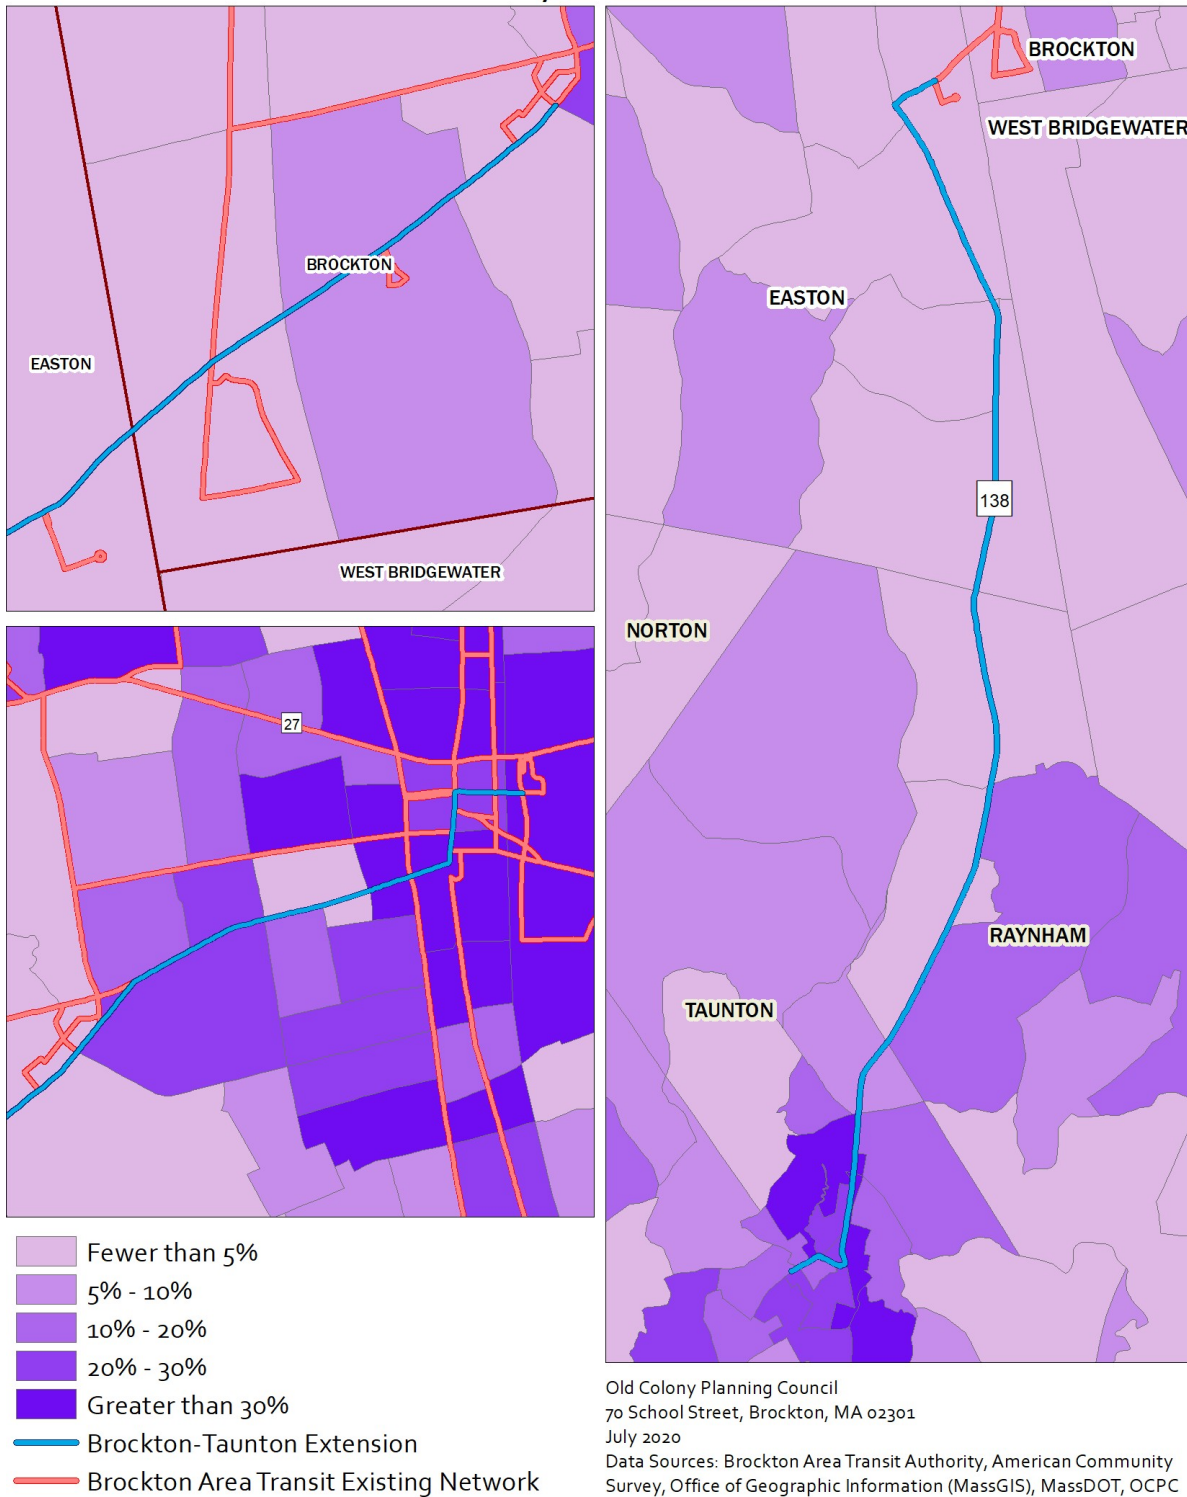 BROCKTON
EASTON
WEST BRIDGEWATER
BROCKTON
WEST BRIDGEWATER
EASTON
138
NORTON
RAYNHAM
TAUNTON
27
Fewer than 5%
5% - 10%
10% - 20%
20% - 30%
Greater than 30%
Brockton-Taunton Extension
Brockton Area Transit Existing Network
Old Colony Planning Council
70 School Street, Brockton, MA 02301
July 2020
Data Sources: Brockton Area Transit Authority, American Community
Survey, Office of Geographic Information (MassGIS), MassDOT, OCPC